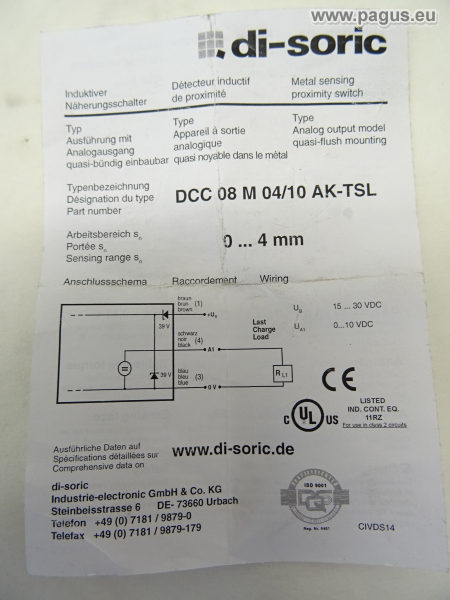 www.pagus.eu
di-soric
Induktiver
Näherungsschalter
Détecteur inductif
de proximité
Metal sensing
proximity switch
Typ
Ausführung mit
Analogausgang
quasi-bündig einbaubar
Type
Appareil à sortie
analogique
quasi noyable dans le métal
Type
Analog output model
quasi-flush mounting
Typenbezeichnung
Désignation du type
Part number
DCC 08 M 04/10 AK-TSL
Arbeitsbereich sn
Portée sn
Sensing range sn
0 ... 4 mm
Anschlussschema Raccordement Wiring
braun
brun (1)
brown
+UB
39 V
schwarz
noir (4)
black
A1
39 V
blau
bleu (3)
blue
0 V
Last
Charge
Load
RL1
UB 15 ... 30 VDC
UA1 0...10 VDC
CE
C UL US
LISTED
IND. CONT. EQ.
11RZ
For use in class 2 circuits
Ausführliche Daten auf
Spécifications détaillées sur
Comprehensive data on
www.di-soric.de
di-soric
Industrie-electronic GmbH & Co. KG
Steinbeisstrasse 6 DE- 73660 Urbach
Telefon +49 (0) 7181 / 9879-0
Telefax +49 (0) 7181 / 9879-179
ISO 9001
DQS
CIVDS14